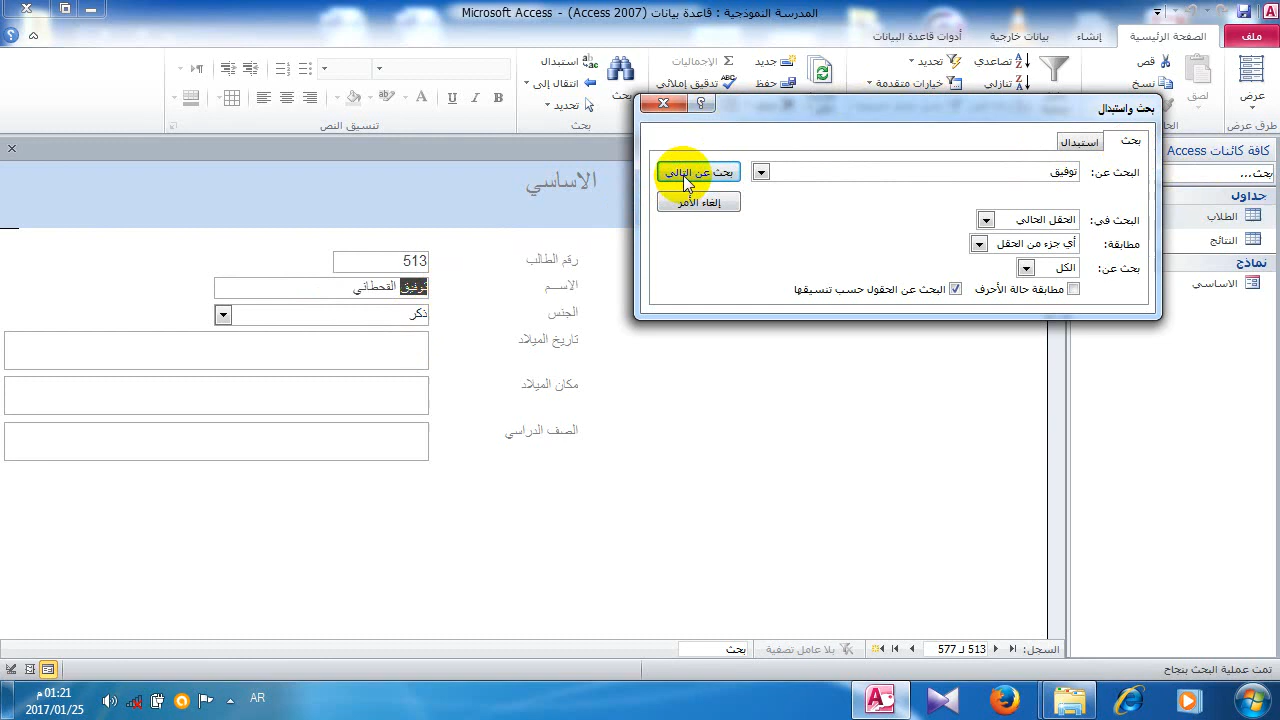 المدرسة النموذجية : قاعدة بيانات (Access 2007) - Microsoft Access
ملف
الصفحة الرئيسية
إنشاء
بيانات خارجية
أدوات قاعدة البيانات
عرض
طرق عرض
لصق
قص
نسخ
تصاعدي
تنازلي
تحديد
خيارات متقدمة
جديد
حفظ
الإجماليات
تدقيق إملائي
بحث
استبدال
الانتقال إلى
تحديد
بحث
تنسيق النص
بحث واستبدال
بحث
استبدال
البحث عن:
توفيق
بحث عن التالي
إلغاء الأمر
البحث في:
الحقل الحالي
مطابقة:
أي جزء من الحقل
بحث عن:
الكل
مطابقة حالة الأحرف
البحث عن الحقول حسب تنسيقها
كافة كائنات Access
بحث...
جداول
الطلاب
النتائج
نماذج
الاساسي
الاساسي
رقم الطالب
513
الاســم
توفيق القحطاني
الجنس
ذكر
تاريخ الميلاد
مكان الميلاد
الصف الدراسي
السجل:
513 لـ 577
بلا عامل تصفية
بحث
تمت عملية البحث بنجاح
AR
01:21 م
2017/01/25